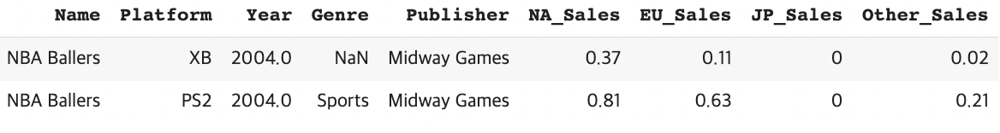 Name Platform Year Genre Publisher NA_Sales EU_Sales JP_Sales Other_Sales
NBA Ballers XB 2004.0 NaN Midway Games 0.37 0.11 0 0.02
NBA Ballers PS2 2004.0 Sports Midway Games 0.81 0.63 0 0.21